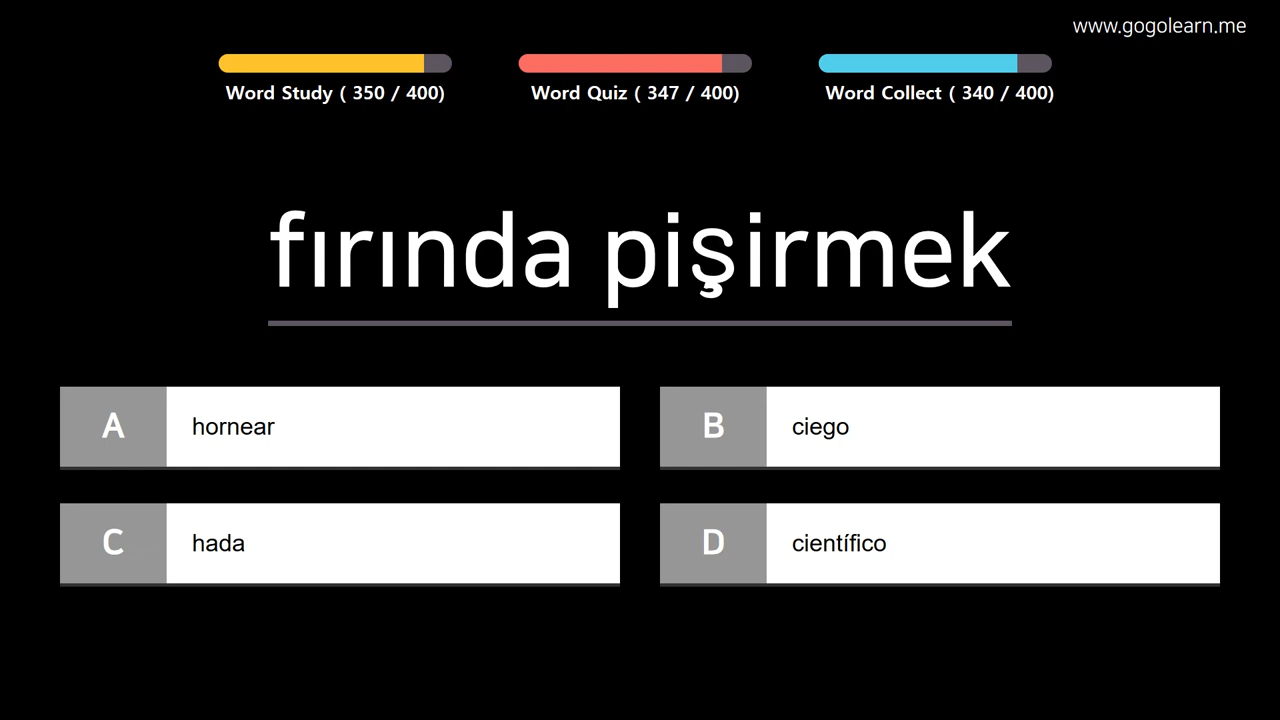 www.gogolearn.me
Word Study ( 350 / 400)
Word Quiz ( 347 / 400)
Word Collect ( 340 / 400)
fırında pişirmek
A hornear
B ciego
C hada
D científico